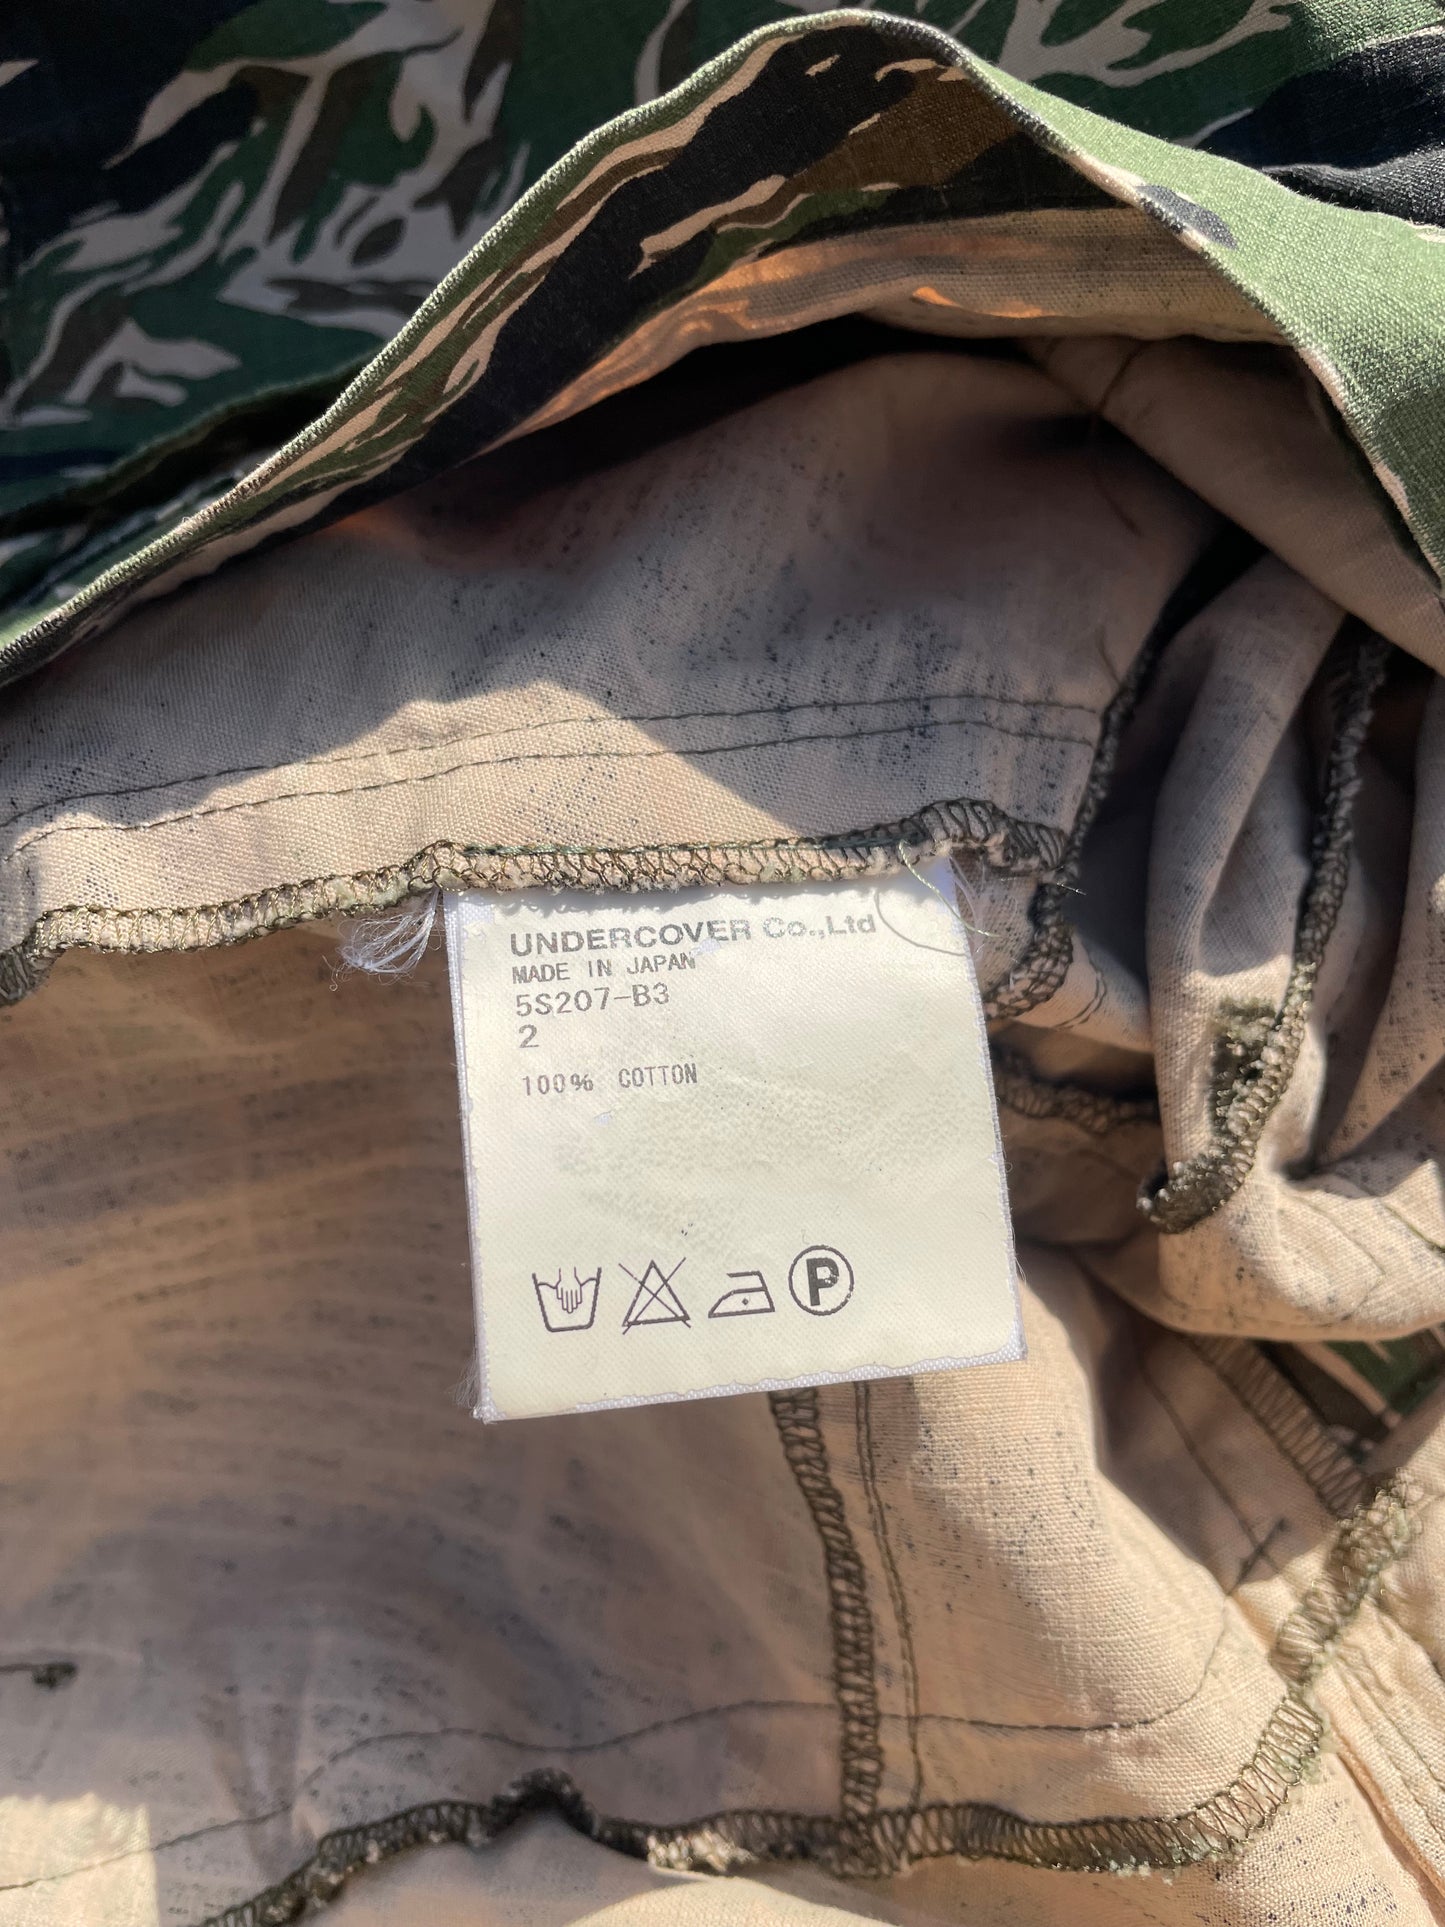 UNDERCOVER Co.,Ltd
MADE IN JAPAN
5S207-B3
2
100% COTTON
P